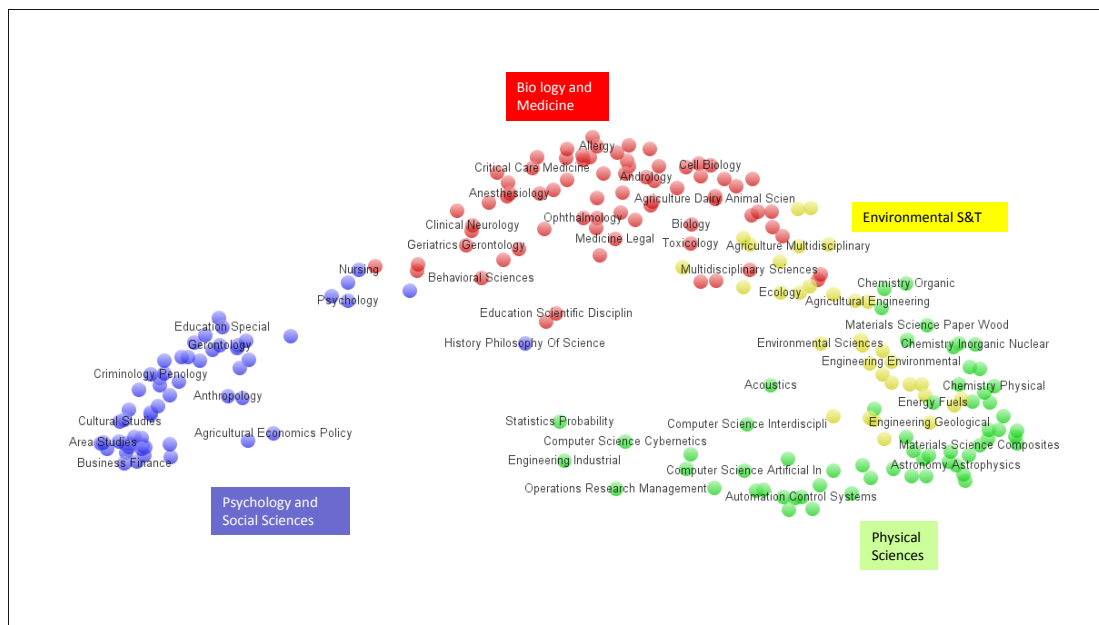 Bio logy and
Medicine
Allergy
Critical Care Medicine
Cell Biology
Andrology
Anesthesiology
Agriculture Dairy Animal Scien
Environmental S&T
Clinical Neurology
Ophthalmology
Biology
Geriatrics Gerontology
Medicine Legal
Toxicology
Agriculture Multidisciplinary
Nursing
Behavioral Sciences
Multidisciplinary Sciences
Chemistry Organic
Psychology
Ecology
Agricultural Engineering
Education Scientific Disciplin
Education Special
Materials Science Paper Wood
Gerontology
History Philosophy Of Science
Environmental Sciences
Chemistry Inorganic Nuclear
Engineering Environmental
Criminology Penology
Acoustics
Chemistry Physical
Anthropology
Energy Fuels
Cultural Studies
Statistics Probability
Computer Science Interdiscipli
Engineering Geological
Agricultural Economics Policy
Area Studies
Computer Science Cybernetics
Materials Science Composites
Business Finance
Engineering Industrial
Computer Science Artificial In
Astronomy Astrophysics
Operations Research Management
Automation Control Systems
Psychology and
Social Sciences
Physical
Sciences